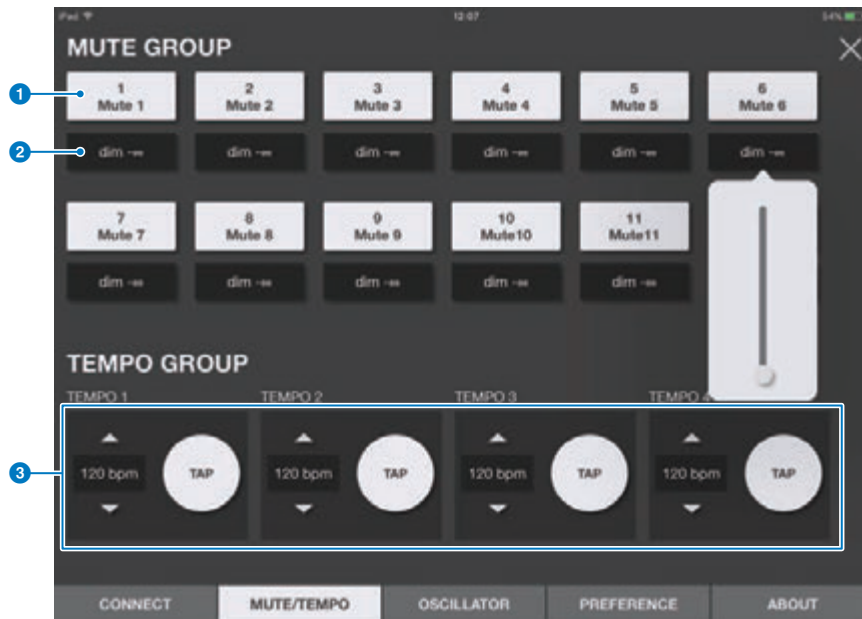 iPad 12:07 54%
MUTE GROUP
1 2 3 4 5 6
Mute 1 Mute 2 Mute 3 Mute 4 Mute 5 Mute 6
dim -∞ dim -∞ dim -∞ dim -∞ dim -∞ dim -∞
7 8 9 10 11
Mute 7 Mute 8 Mute 9 Mute10 Mute11
dim -∞ dim -∞ dim -∞ dim -∞ dim -∞
TEMPO GROUP
TEMPO 1 TEMPO 2 TEMPO 3 TEMPO 4
120 bpm TAP 120 bpm TAP 120 bpm TAP 120 bpm TAP
CONNECT MUTE/TEMPO OSCILLATOR PREFERENCE ABOUT
1
2
3